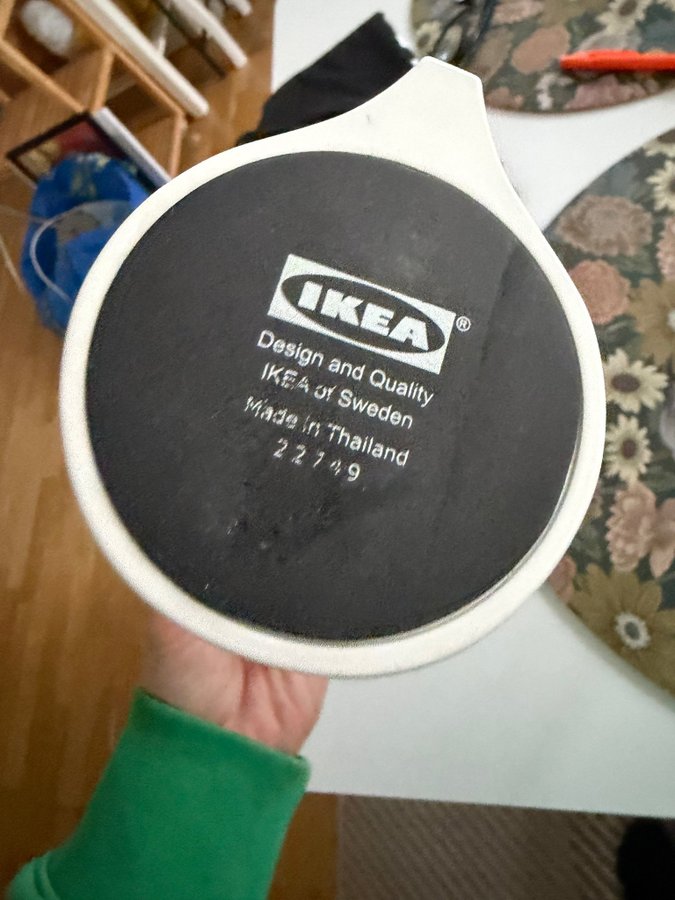 IKEA®
Design and Quality
IKEA of Sweden
Made in Thailand
22749